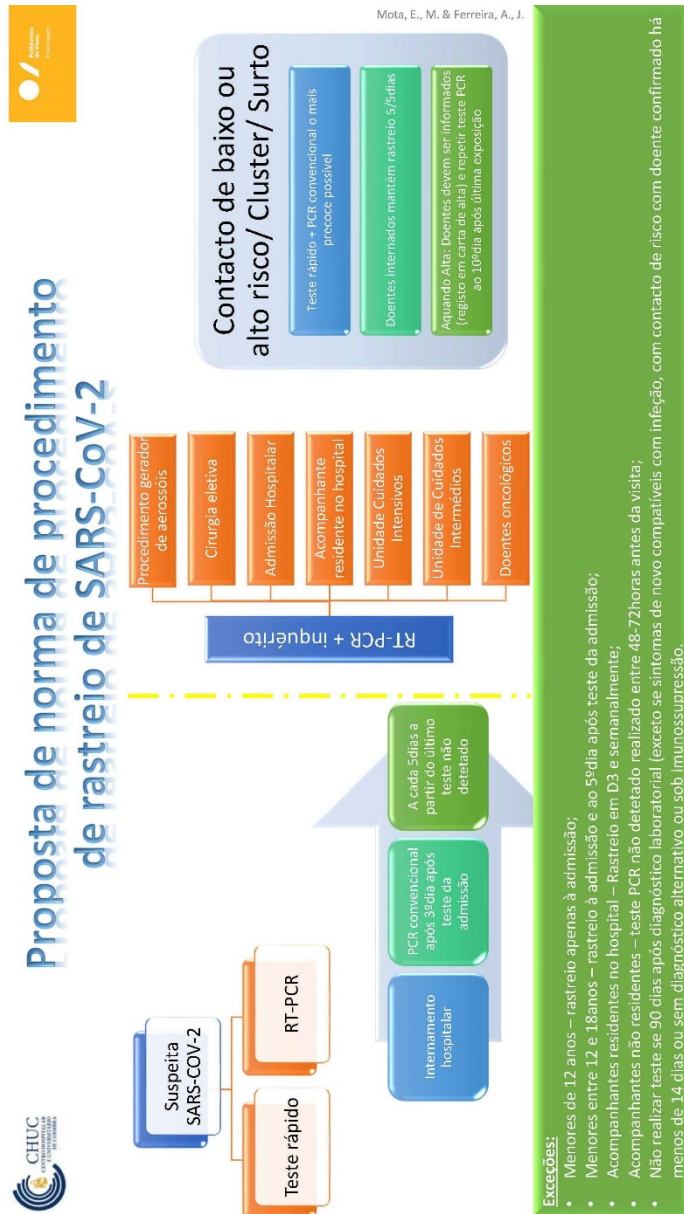 CHUC
CENTRO HOSPITALAR
E UNIVERSITÁRIO
DE COIMBRA
Proposta de norma de procedimento
de rastreio de SARS-CoV-2
Politécnico
de Viseu
Mota, E., M. & Ferreira, A., J.
Suspeita
SARS-COV-2
Teste rápido
RT-PCR
Internamento
hospitalar
PCR convencional
após 3ºdia após
teste da
admissão
A cada 5dias a
partir do último
teste não
detetado
RT-PCR + inquérito
Procedimento gerador
de aerossóis
Cirurgia eletiva
Admissão Hospitalar
Acompanhante
residente no hospital
Unidade Cuidados
Intensivos
Unidade de Cuidados
Intermédios
Doentes oncológicos
Contacto de baixo ou
alto risco/ Cluster/ Surto
Teste rápido + PCR convencional o mais
precoce possível
Doentes internados mantém rastreio 5/5dias
Aquando Alta: Doentes devem ser informados
(registo em carta de alta) e repetir teste PCR
ao 10ºdia após última exposição
Exceções:
• Menores de 12 anos – rastreio apenas à admissão;
• Menores entre 12 e 18anos – rastreio à admissão e ao 5ºdia após teste da admissão;
• Acompanhantes residentes no hospital – Rastreio em D3 e semanalmente;
• Acompanhantes não residentes – teste PCR não detetado realizado entre 48-72horas antes da visita;
• Não realizar teste se 90 dias após diagnóstico laboratorial (exceto se sintomas de novo compatíveis com infeção, com contacto de risco com doente confirmado há
menos de 14 dias ou sem diagnóstico alternativo ou sob imunossupressão.